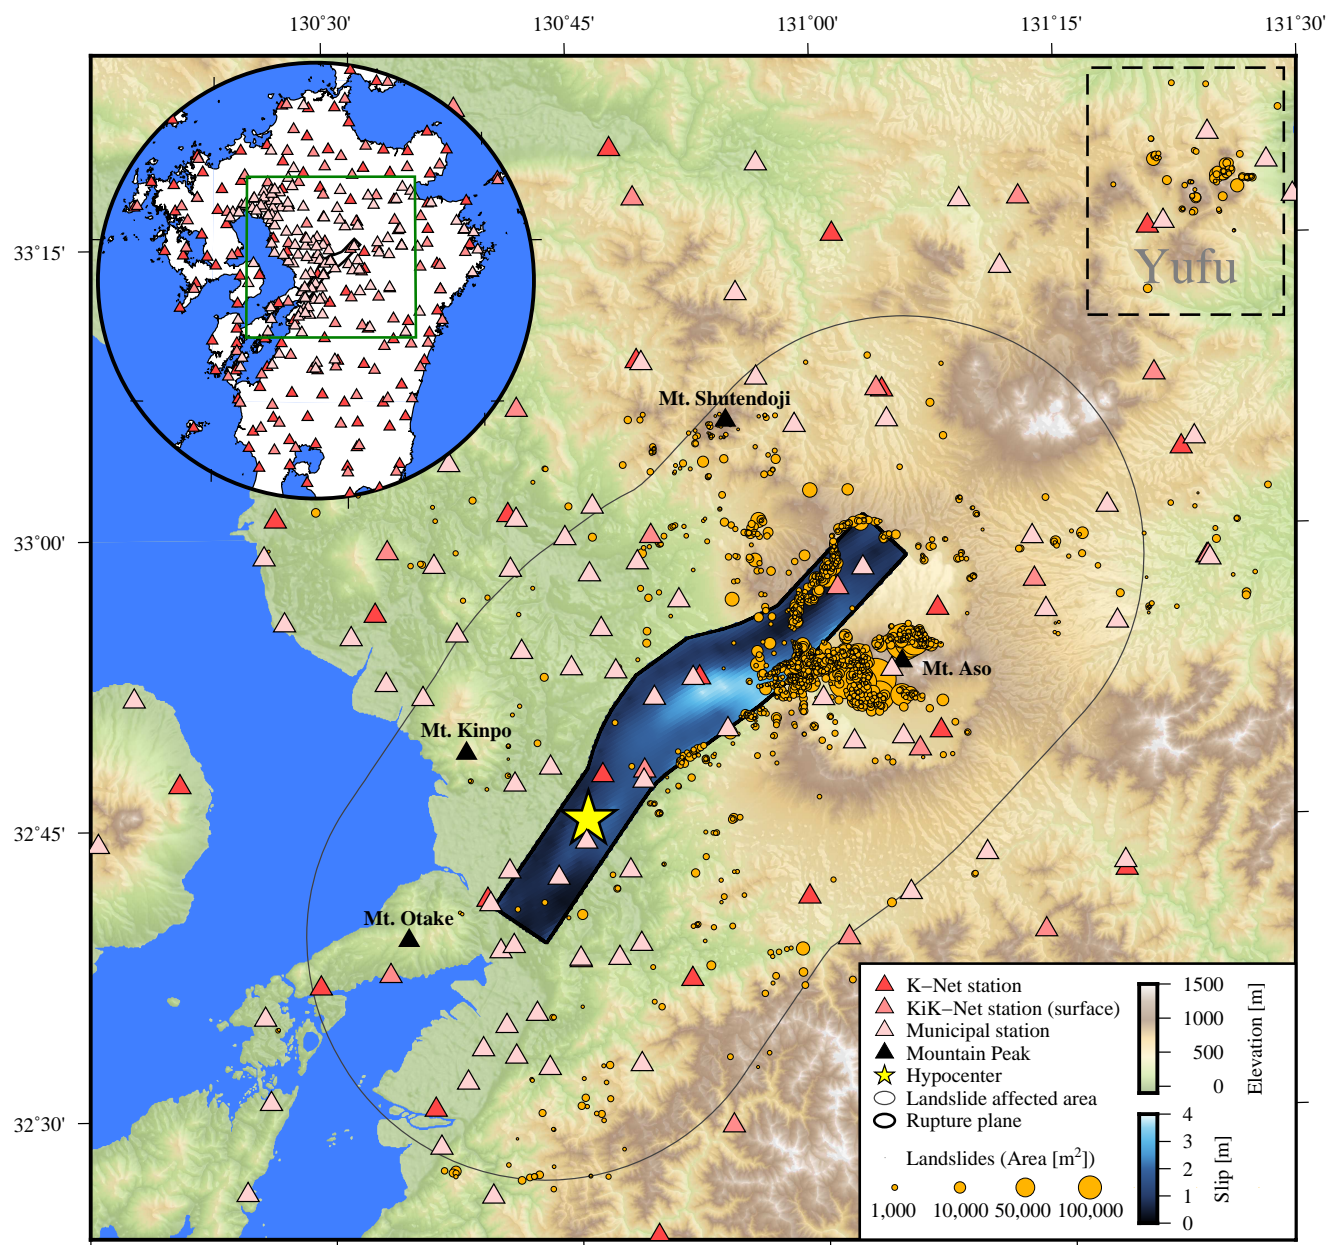 130°30' 130°45' 131°00' 131°15' 131°30'
33°15'
33°00'
32°45'
32°30'
Yufu
Mt. Shutendoji
Mt. Aso
Mt. Kinpo
Mt. Otake
K−Net station
KiK−Net station (surface)
Municipal station
Mountain Peak
Hypocenter
Landslide affected area
Rupture plane
Landslides (Area [m²])
1,000 10,000 50,000 100,000
1500
1000
500
0
Elevation [m]
4
3
2
1
0
Slip [m]